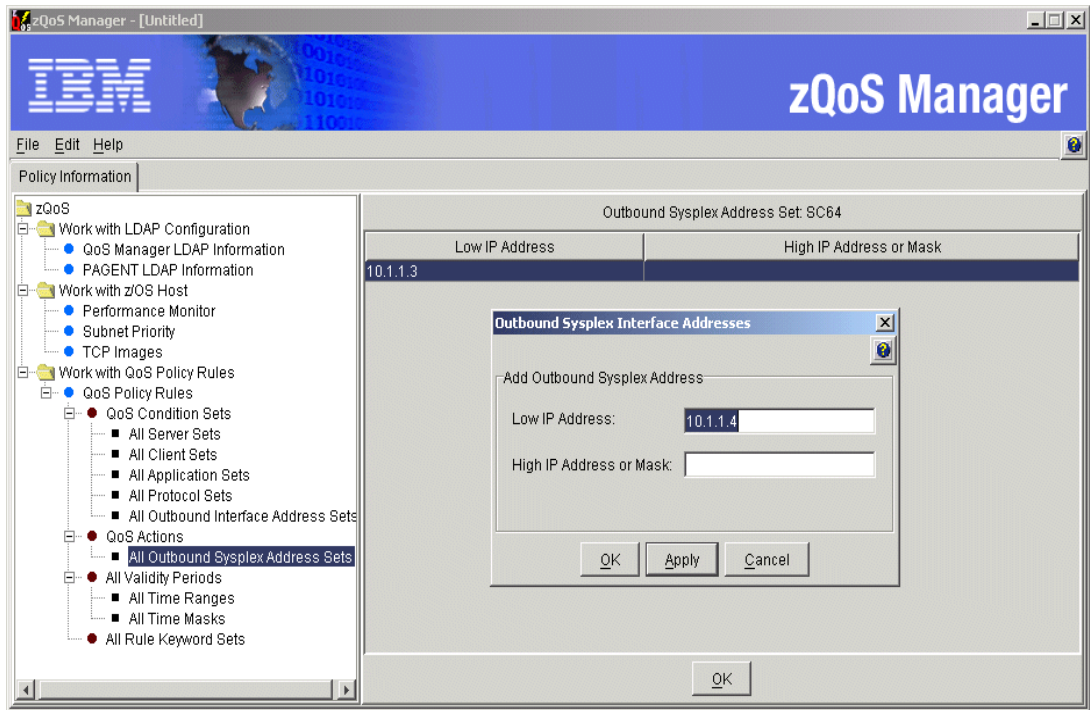 zQoS Manager - [Untitled]
IBM
zQoS Manager
File Edit Help
Policy Information
zQoS
Work with LDAP Configuration
QoS Manager LDAP Information
PAGENT LDAP Information
Work with z/OS Host
Performance Monitor
Subnet Priority
TCP Images
Work with QoS Policy Rules
QoS Policy Rules
QoS Condition Sets
All Server Sets
All Client Sets
All Application Sets
All Protocol Sets
All Outbound Interface Address Sets
QoS Actions
All Outbound Sysplex Address Sets
All Validity Periods
All Time Ranges
All Time Masks
All Rule Keyword Sets
Outbound Sysplex Address Set: SC64
Low IP Address High IP Address or Mask
10.1.1.3
Outbound Sysplex Interface Addresses
Add Outbound Sysplex Address
Low IP Address: 10.1.1.4
High IP Address or Mask:
OK Apply Cancel
OK